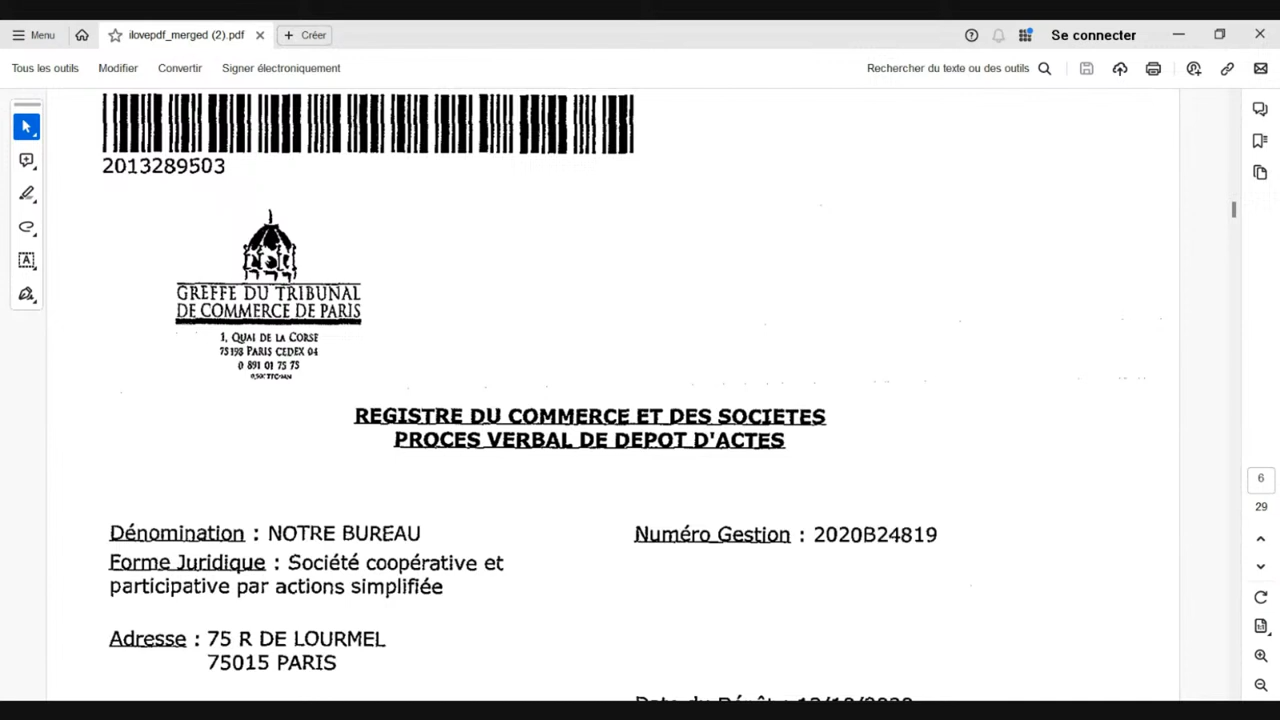 Menu
ilovepdf_merged (2).pdf
Créer
Se connecter
Tous les outils
Modifier
Convertir
Signer électroniquement
Rechercher du texte ou des outils
2013289503
GREFFE DU TRIBUNAL
DE COMMERCE DE PARIS
1, QUAI DE LA CORSE
75198 PARIS CEDEX 04
0 891 01 75 75
REGISTRE DU COMMERCE ET DES SOCIETES
PROCES VERBAL DE DEPOT D'ACTES
Dénomination : NOTRE BUREAU
Numéro Gestion : 2020B24819
Forme Juridique : Société coopérative et
participative par actions simplifiée
Adresse : 75 R DE LOURMEL
75015 PARIS
6
29